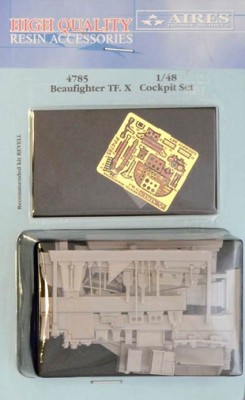 HIGH QUALITY
RESIN ACCESSORIES
AIRES
4785 1/48
Beaufighter TF. X Cockpit Set
Recommended kit REVELL